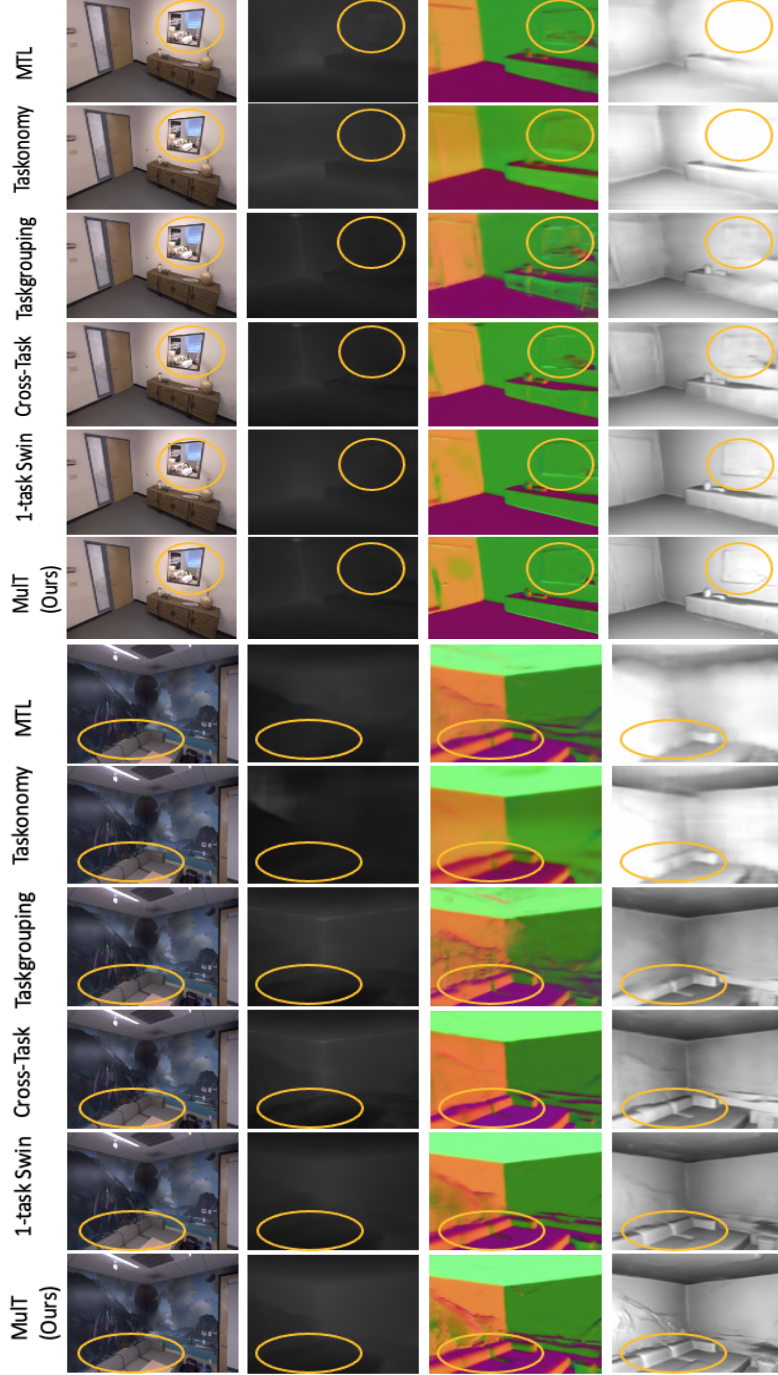 MTL
Taskonomy
Taskgrouping
Cross-Task
1-task Swin
MulT
(Ours)
MTL
Taskonomy
Taskgrouping
Cross-Task
1-task Swin
MulT
(Ours)